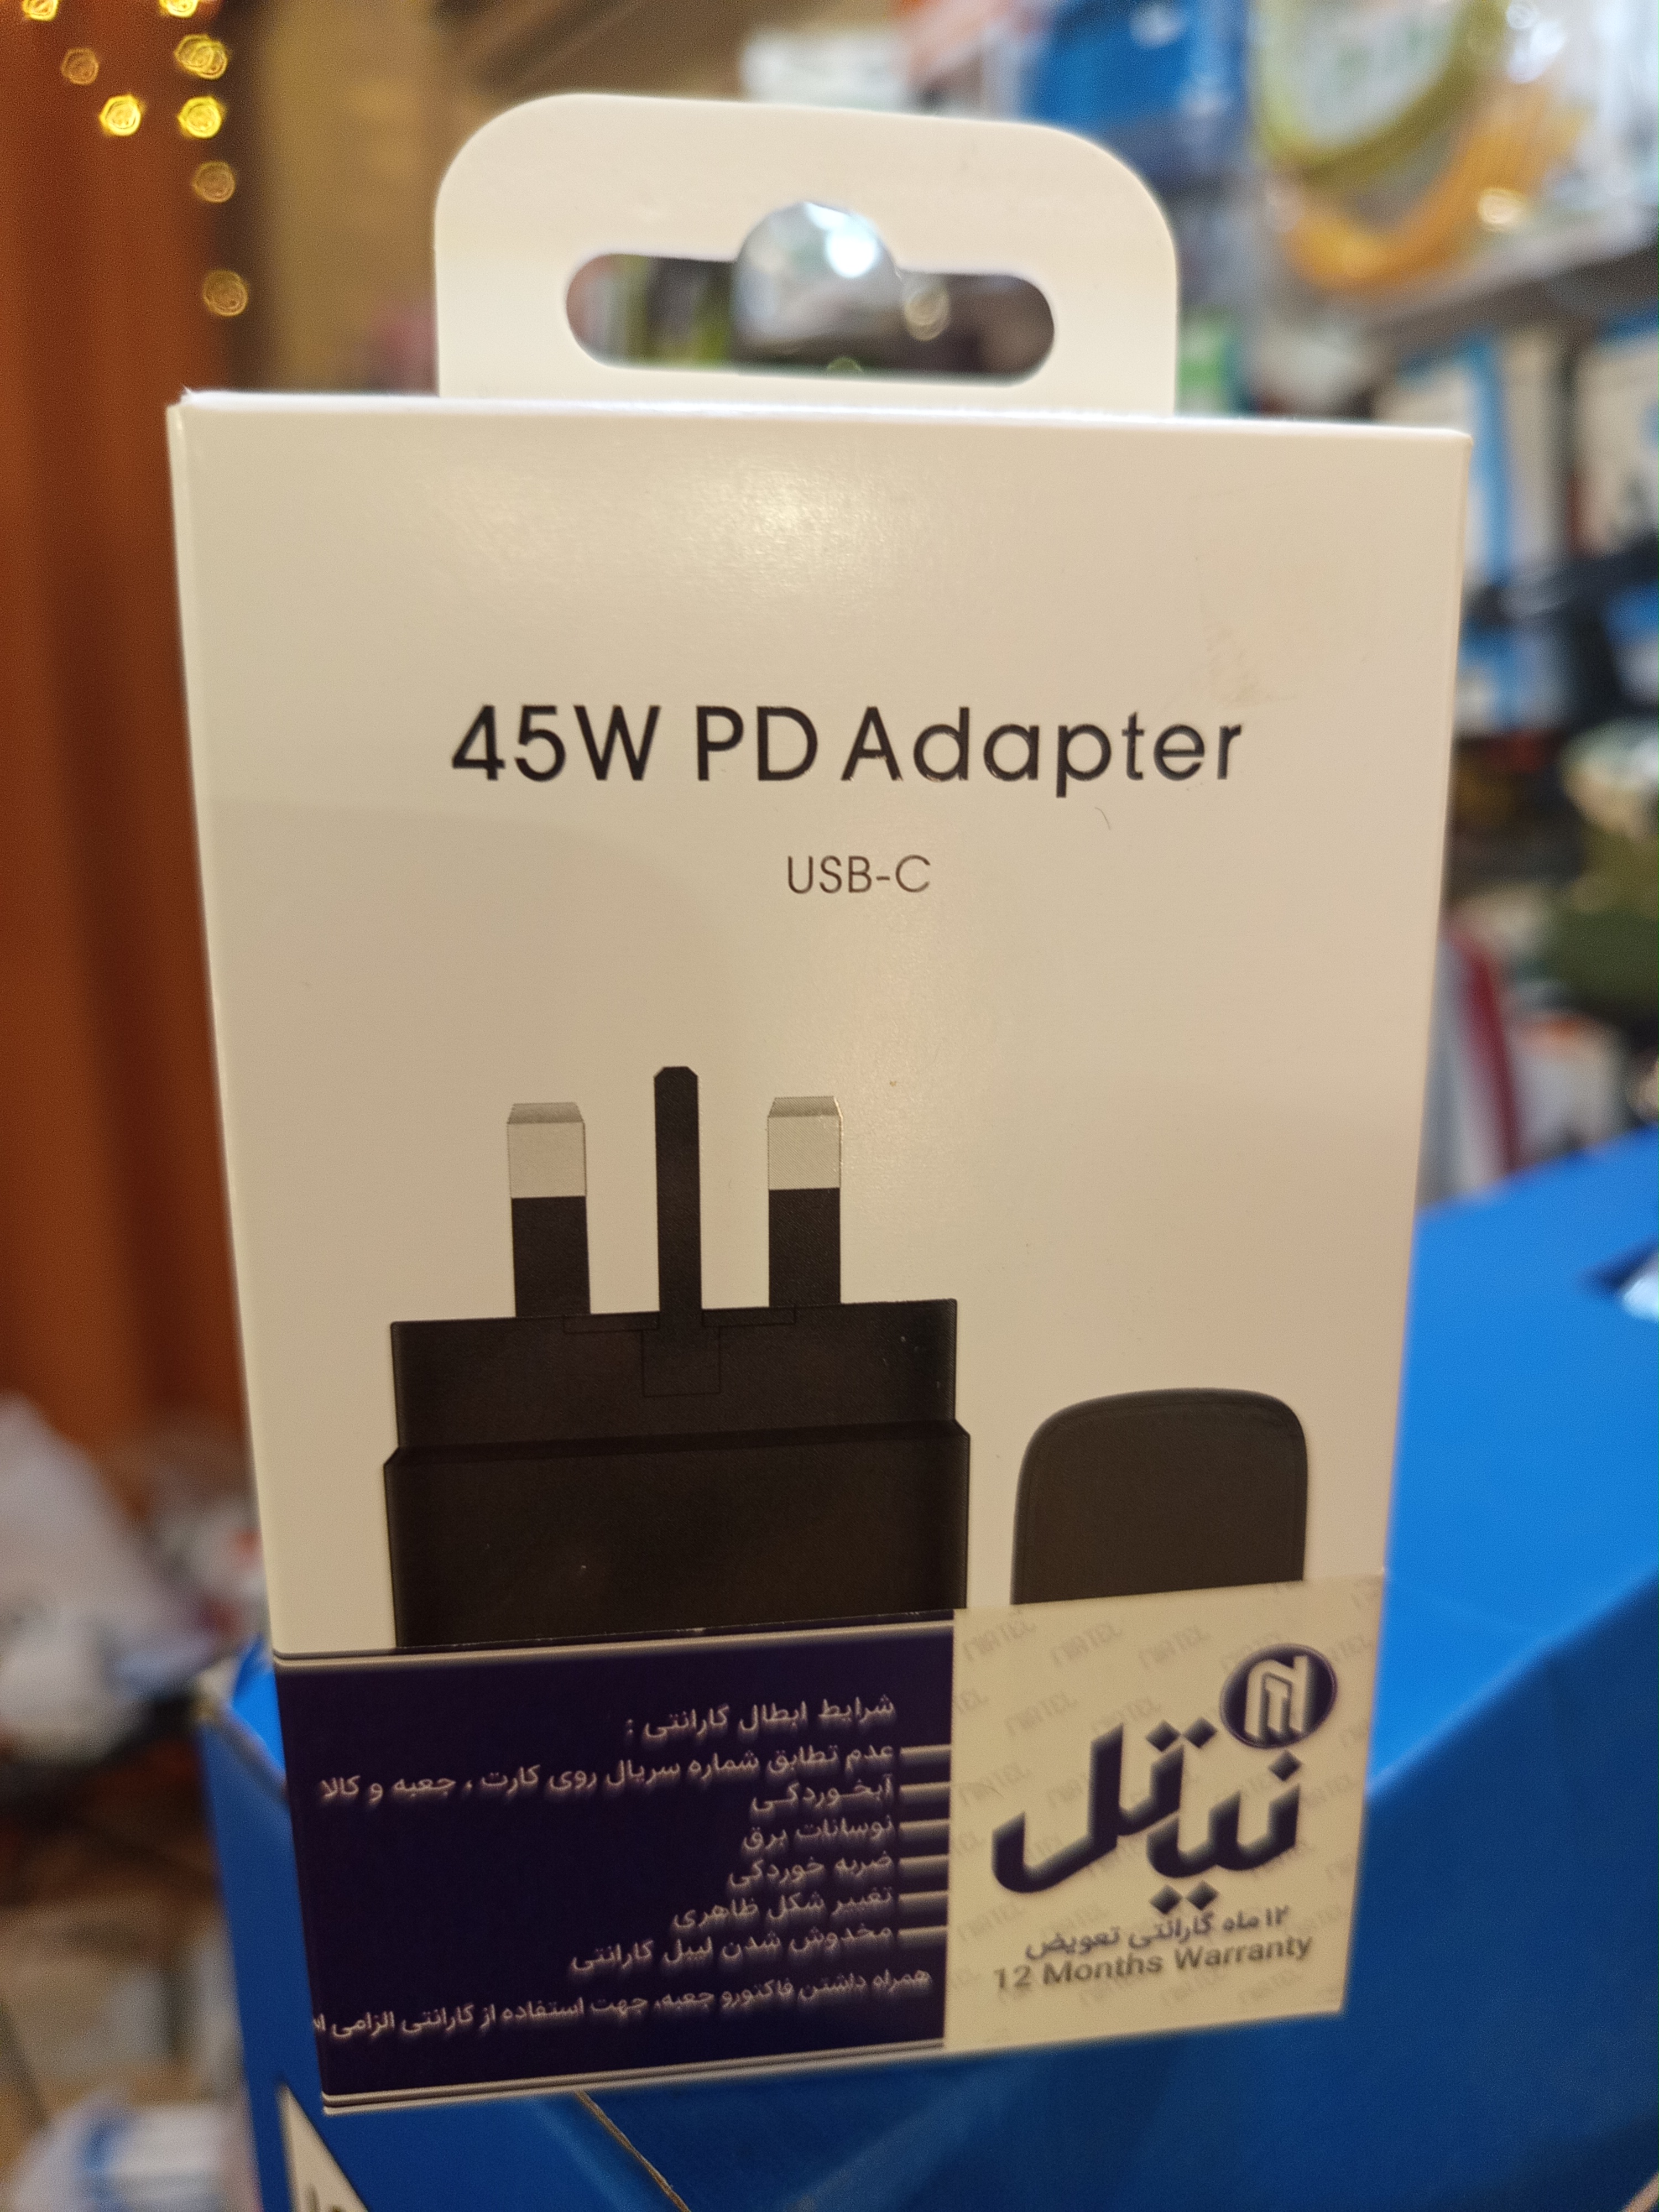 45W PD Adapter
USB-C
شرایط ابطال گارانتی :
عدم تطابق شماره سریال روی کارت ، جعبه و کالا
آبخوردگی
نوسانات برق
ضربه خوردگی
تغییر شکل ظاهری
مخدوش شدن لیبل گارانتی
همراه داشتن فاکتورو جعبه، جهت استفاده از گارانتی الزامی
نیاتل
۱۲ ماه گارانتی تعویض
12 Months Warranty